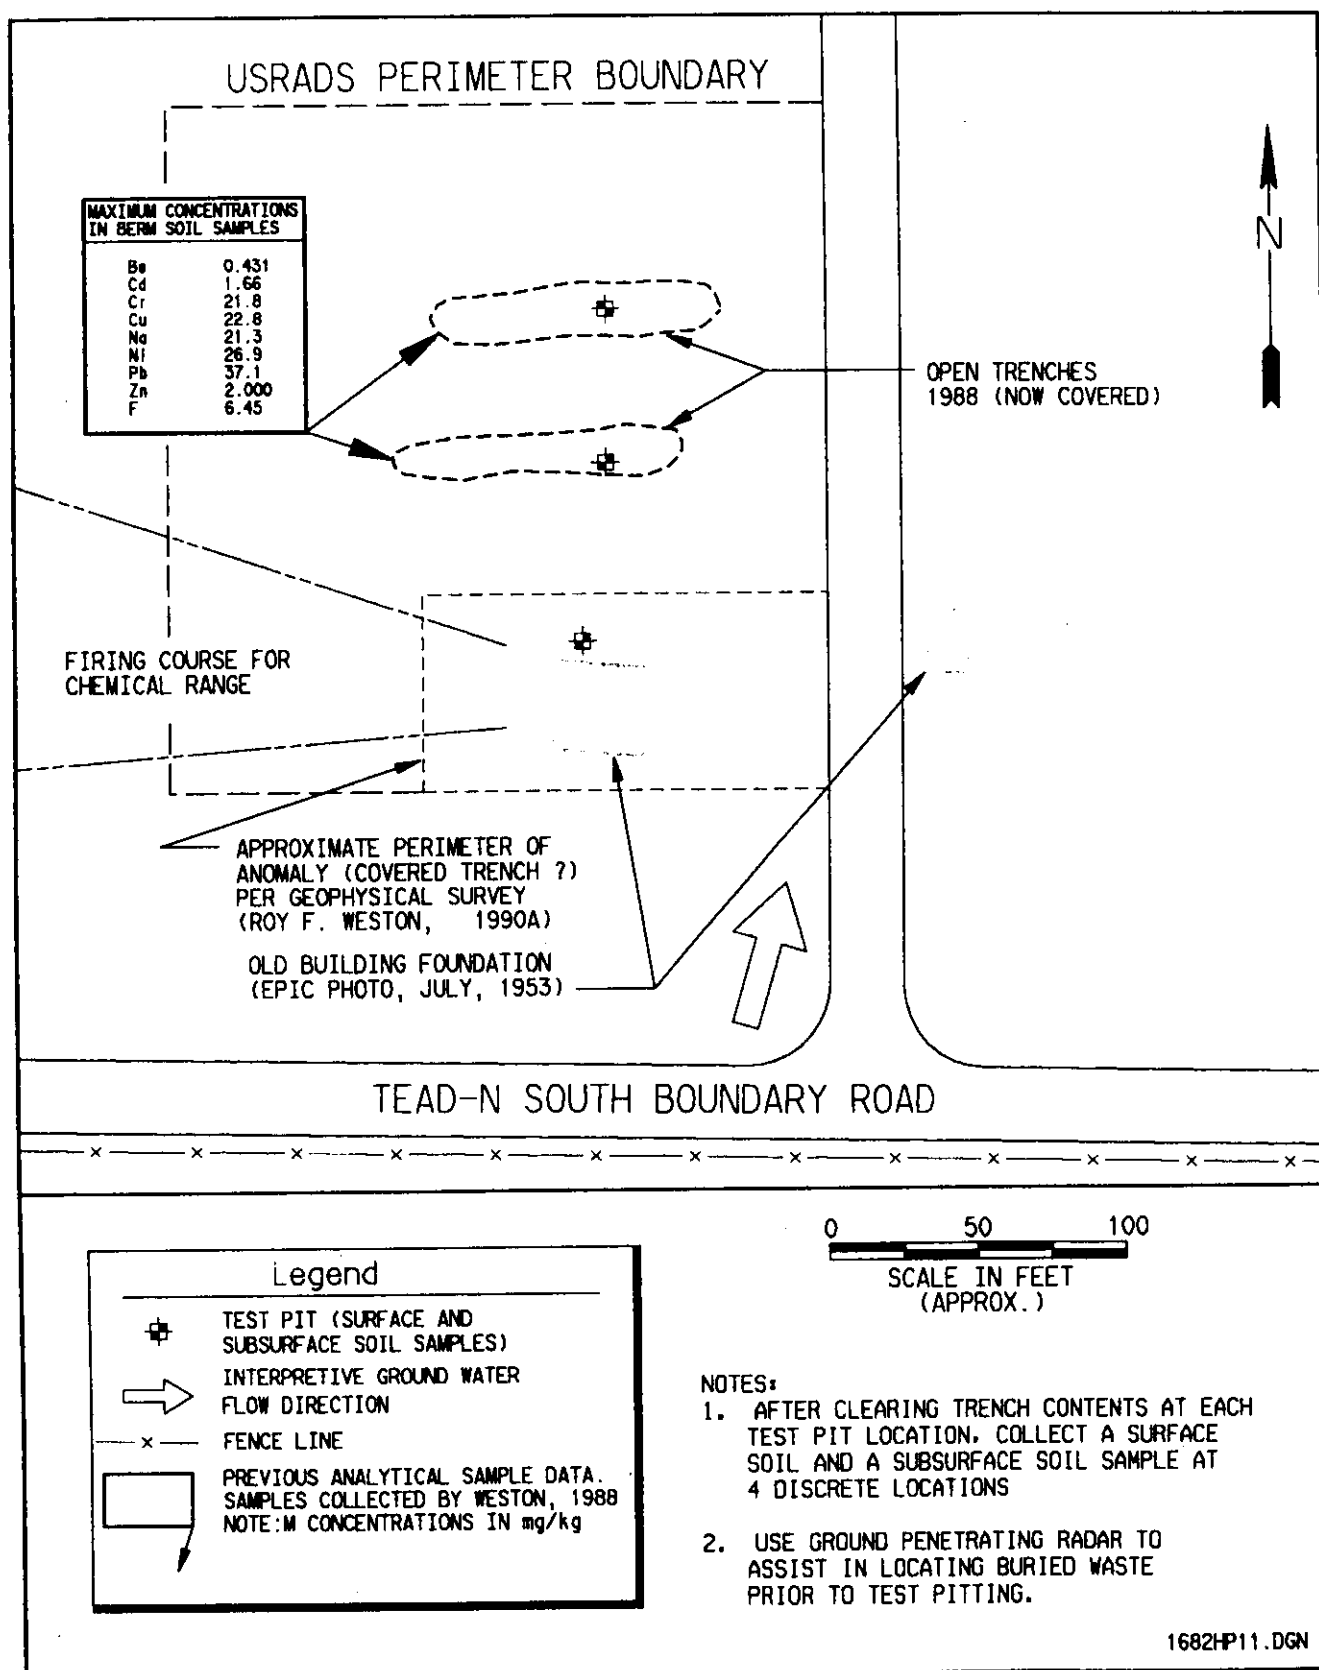 USRADS PERIMETER BOUNDARY
MAXIMUM CONCENTRATIONS
IN BERM SOIL SAMPLES
Be 0.431
Cd 1.66
Cr 21.8
Cu 22.8
Na 21.3
Ni 26.9
Pb 37.1
Zn 2.000
F 6.45
N
OPEN TRENCHES
1988 (NOW COVERED)
FIRING COURSE FOR
CHEMICAL RANGE
APPROXIMATE PERIMETER OF
ANOMALY (COVERED TRENCH ?)
PER GEOPHYSICAL SURVEY
(ROY F. WESTON, 1990A)
OLD BUILDING FOUNDATION
(EPIC PHOTO, JULY, 1953)
TEAD-N SOUTH BOUNDARY ROAD
0 50 100
SCALE IN FEET
(APPROX.)
Legend
TEST PIT (SURFACE AND
SUBSURFACE SOIL SAMPLES)
INTERPRETIVE GROUND WATER
FLOW DIRECTION
FENCE LINE
PREVIOUS ANALYTICAL SAMPLE DATA.
SAMPLES COLLECTED BY WESTON, 1988
NOTE:M CONCENTRATIONS IN mg/kg
NOTES:
1. AFTER CLEARING TRENCH CONTENTS AT EACH
TEST PIT LOCATION, COLLECT A SURFACE
SOIL AND A SUBSURFACE SOIL SAMPLE AT
4 DISCRETE LOCATIONS
2. USE GROUND PENETRATING RADAR TO
ASSIST IN LOCATING BURIED WASTE
PRIOR TO TEST PITTING.
1682HP11.DGN